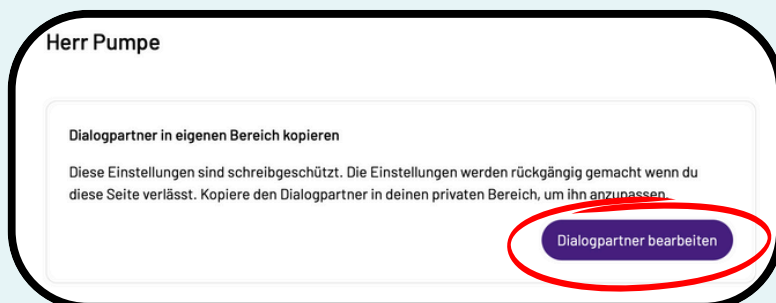 Herr Pumpe
Dialogpartner in eigenen Bereich kopieren
Diese Einstellungen sind schreibgeschützt. Die Einstellungen werden rückgängig gemacht wenn du
diese Seite verlässt. Kopiere den Dialogpartner in deinen privaten Bereich, um ihn anzupassen.
Dialogpartner bearbeiten